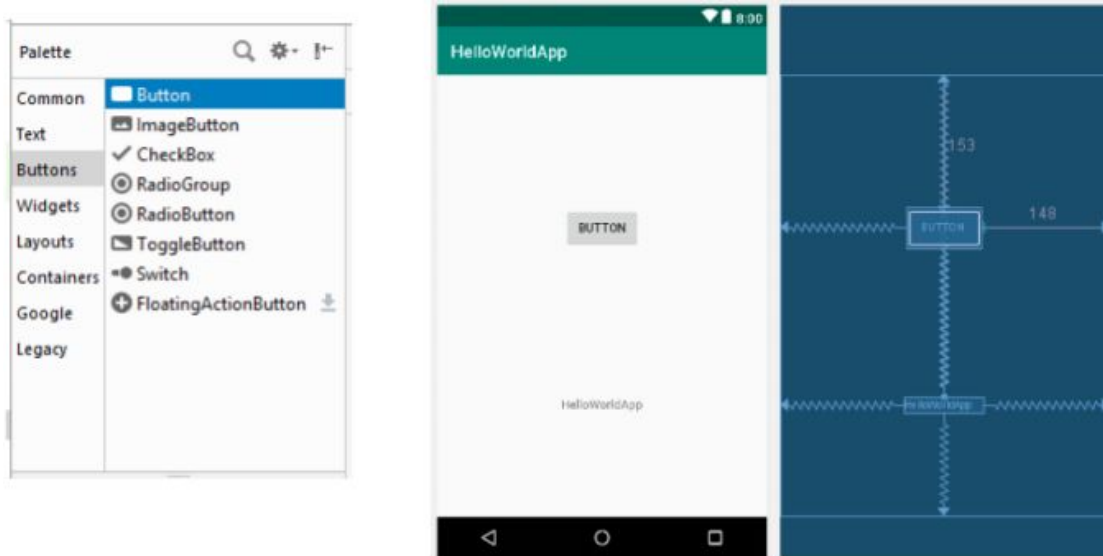 Palette
Common
Text
Buttons
Widgets
Layouts
Containers
Google
Legacy
Button
ImageButton
CheckBox
RadioGroup
RadioButton
ToggleButton
Switch
FloatingActionButton
8:00
HelloWorldApp
BUTTON
HelloWorldApp
153
148
BUTTON
HelloWorldApp